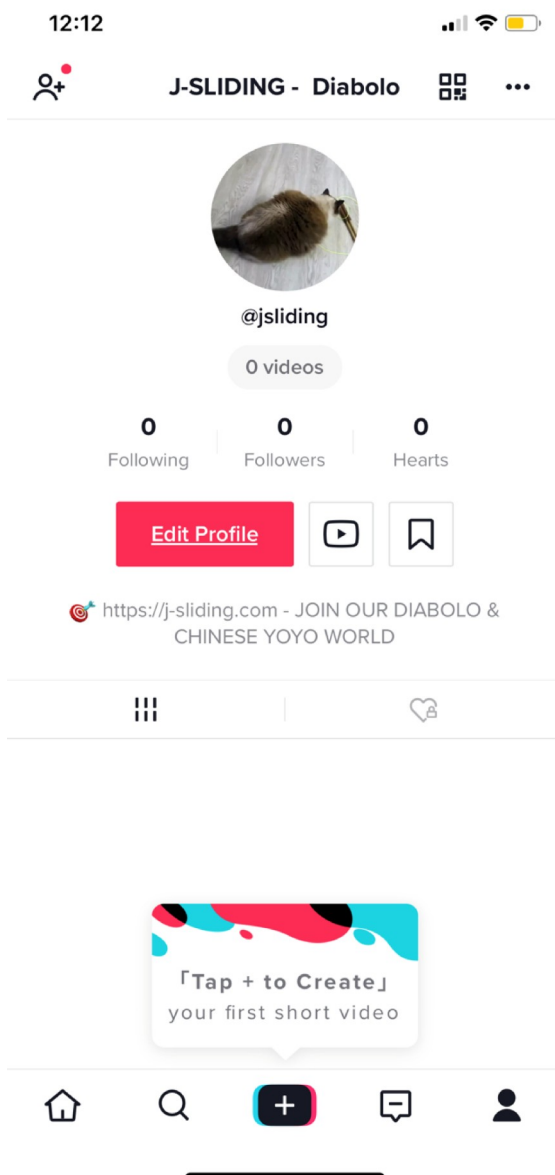 12:12
J-SLIDING - Diabolo
@jsliding
0 videos
0 0 0
Following Followers Hearts
Edit Profile
https://j-sliding.com - JOIN OUR DIABOLO &
CHINESE YOYO WORLD
「Tap + to Create」
your first short video